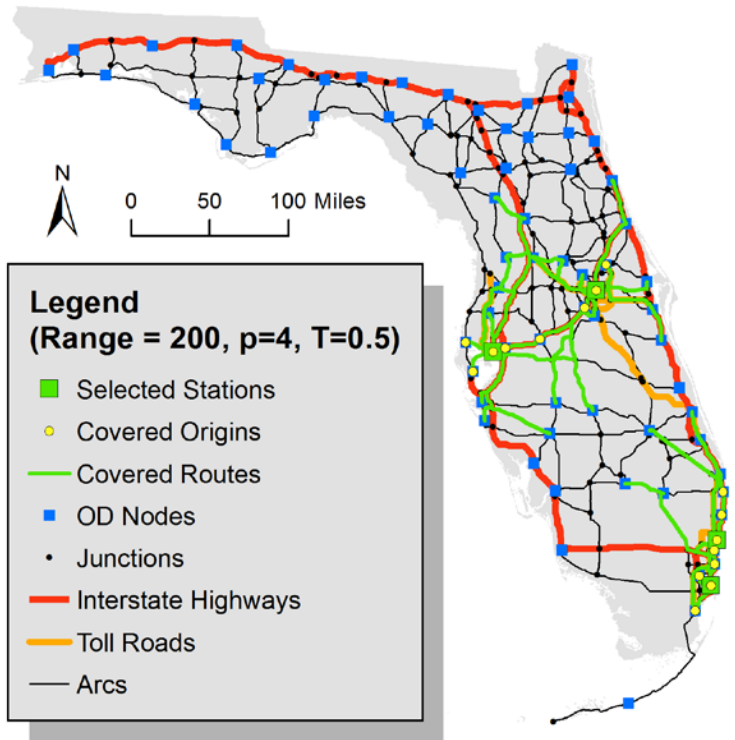 N
0 50 100 Miles
Legend
(Range = 200, p=4, T=0.5)
Selected Stations
Covered Origins
Covered Routes
OD Nodes
Junctions
Interstate Highways
Toll Roads
Arcs